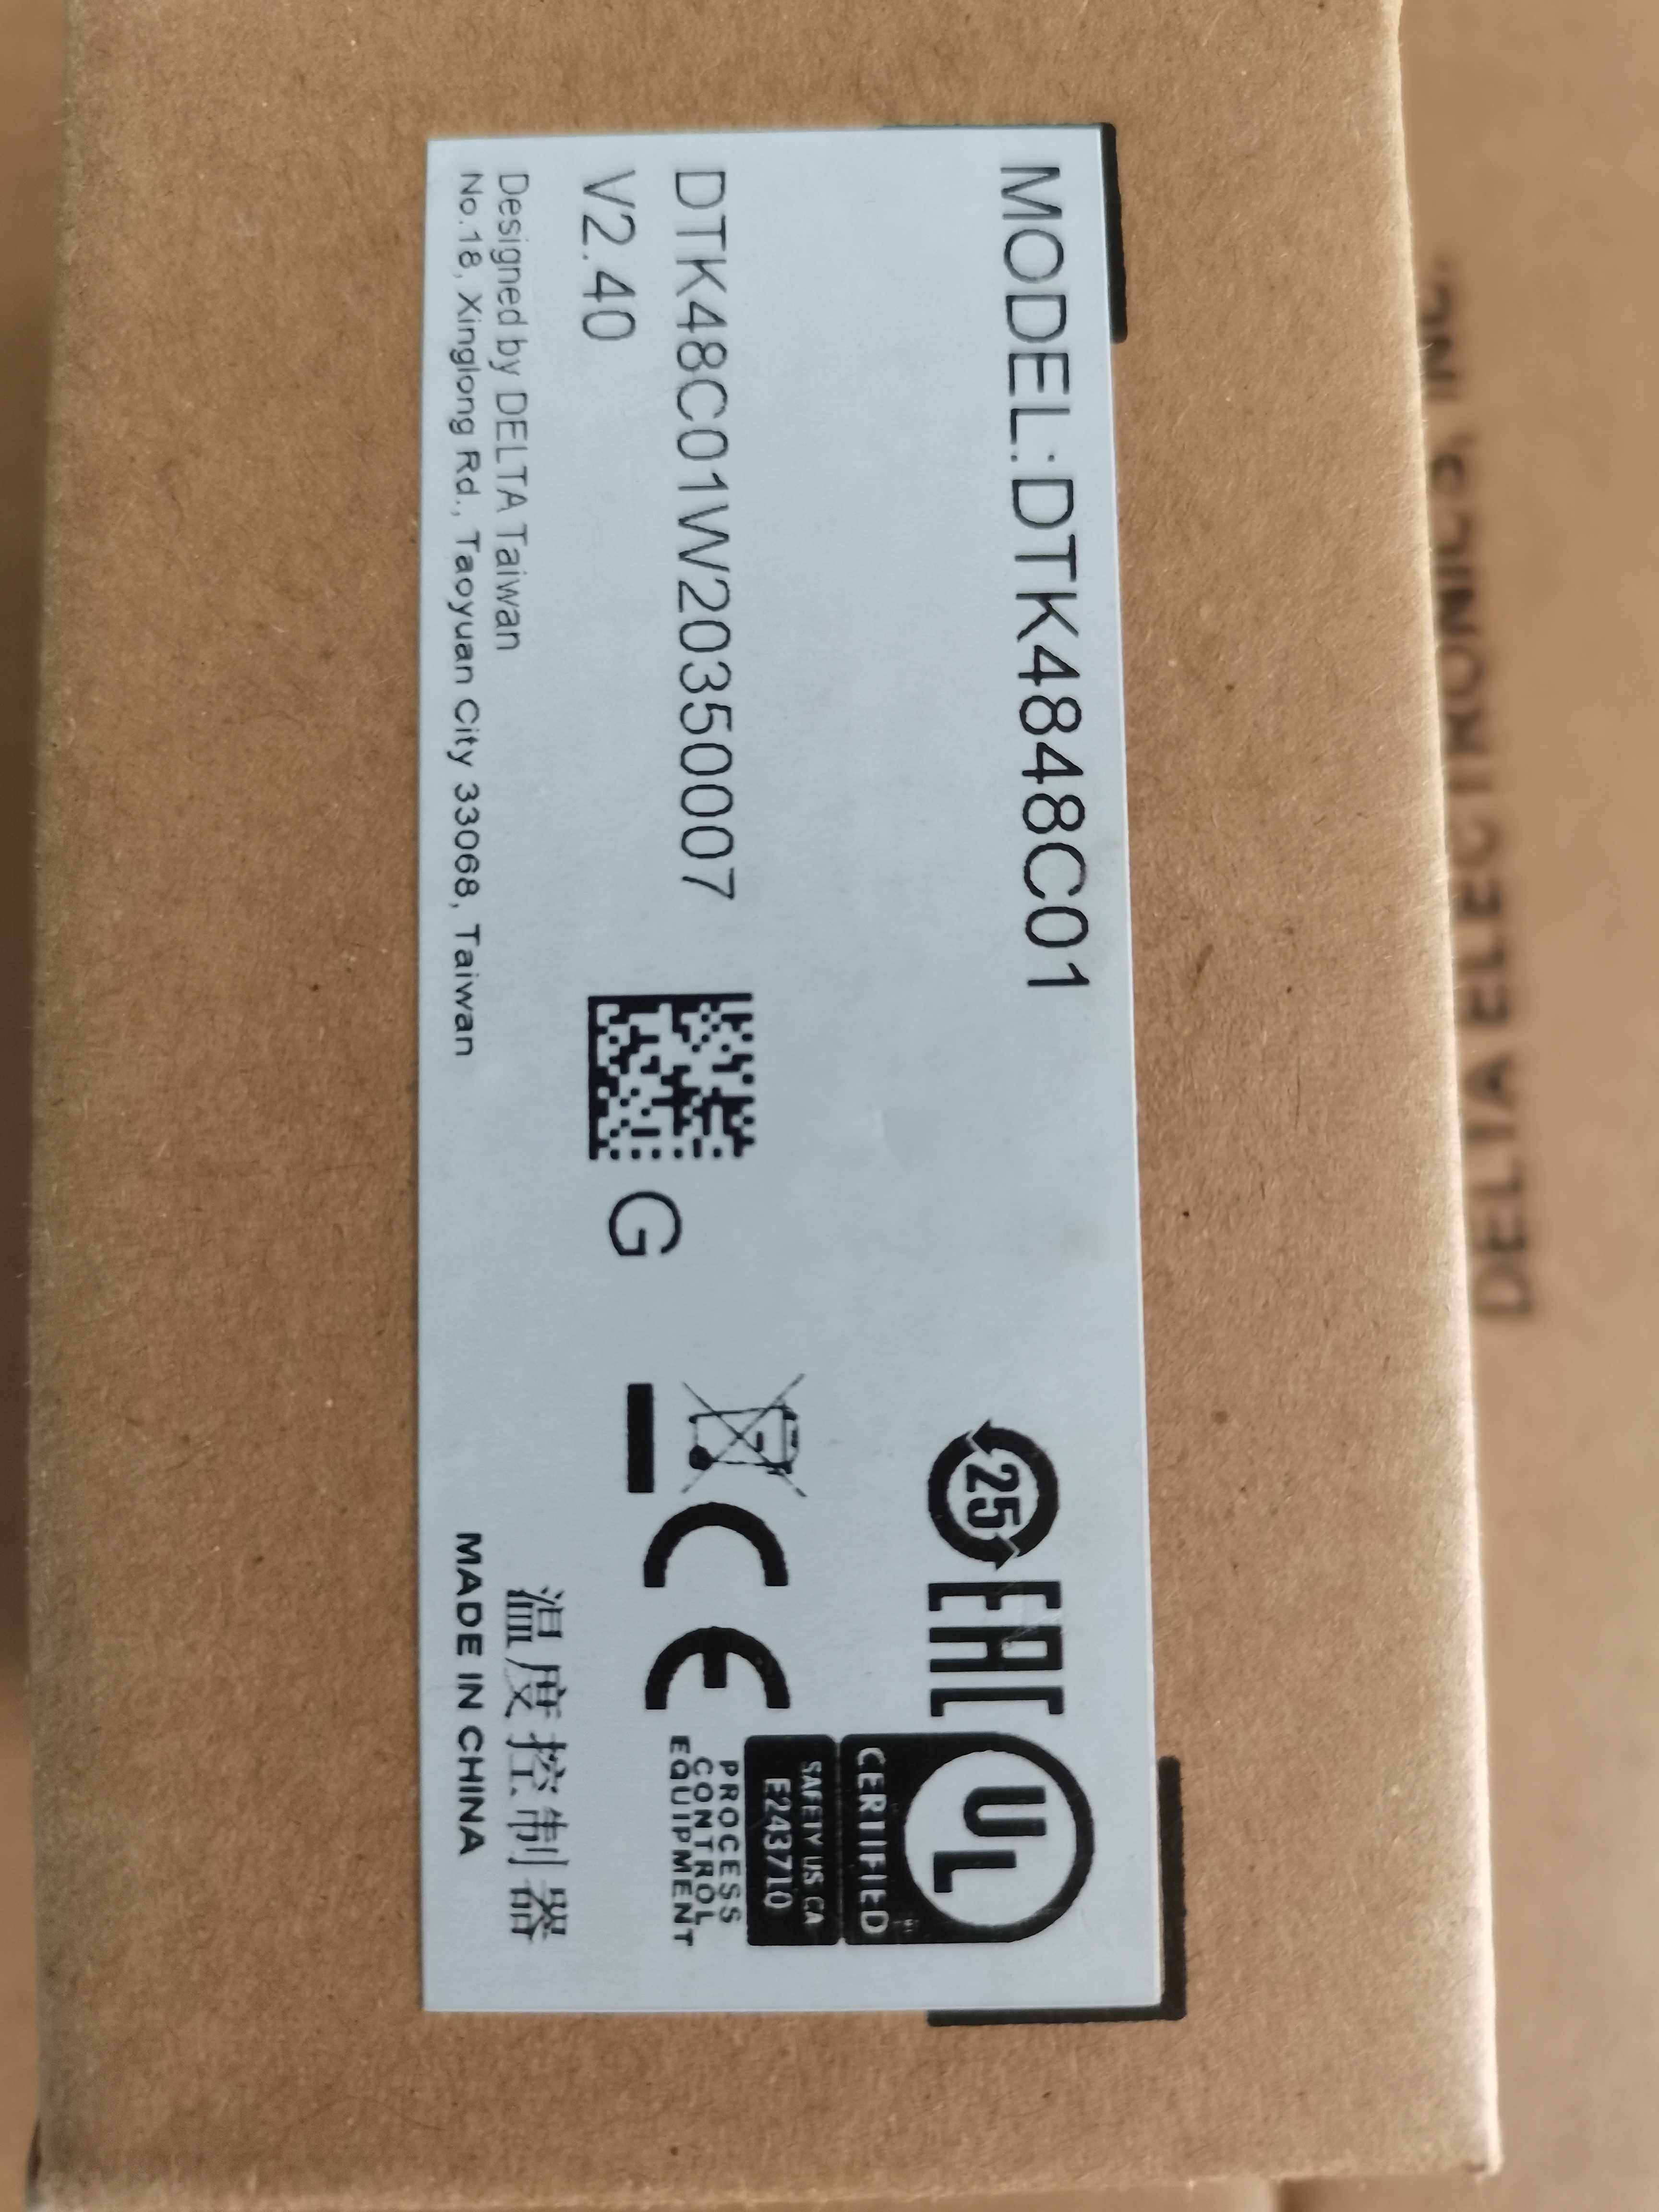 MODEL:DTK4848C01
DTK48C01W20350007
V2.40
G
Designed by DELTA Taiwan
No.18, Xinglong Rd., Taoyuan City 33068, Taiwan
25
EAC
UL
CERTIFIED
SAFETY US CA
E243710
CE
PROCESS
CONTROL
EQUIPMENT
温度控制器
MADE IN CHINA
DELTA ELECTRONICS, INC.